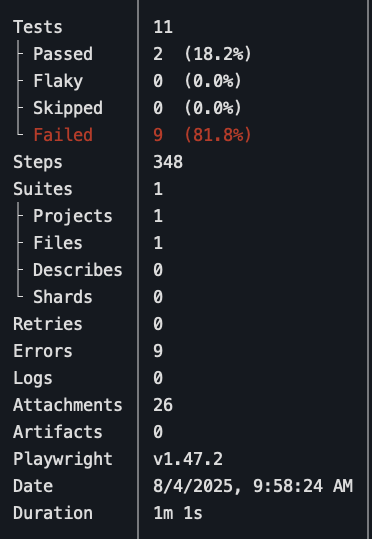 Tests 11
├ Passed 2 (18.2%)
├ Flaky 0 (0.0%)
├ Skipped 0 (0.0%)
└ Failed 9 (81.8%)
Steps 348
Suites 1
├ Projects 1
├ Files 1
├ Describes 0
└ Shards 0
Retries 0
Errors 9
Logs 0
Attachments 26
Artifacts 0
Playwright v1.47.2
Date 8/4/2025, 9:58:24 AM
Duration 1m 1s